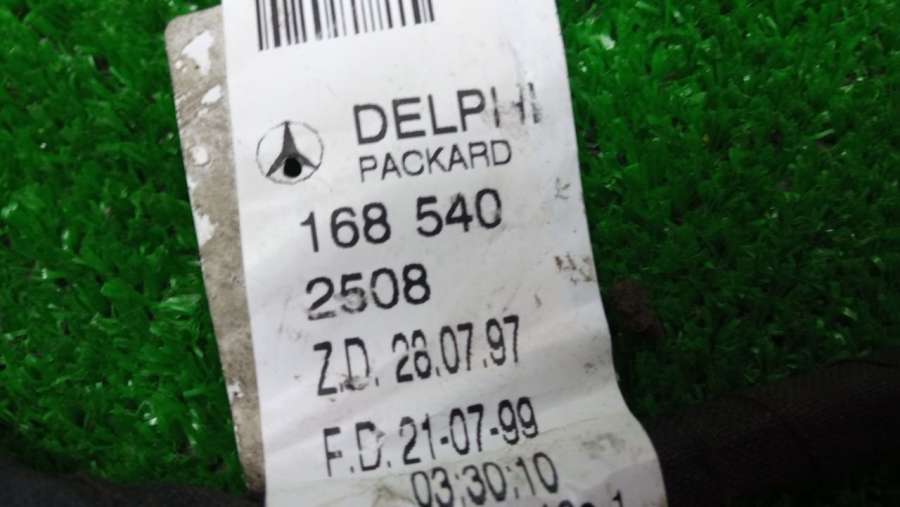 DELPHI
PACKARD
168 540
2508
Z.D. 28.07.97
F.D. 21-07-99
03:30:10